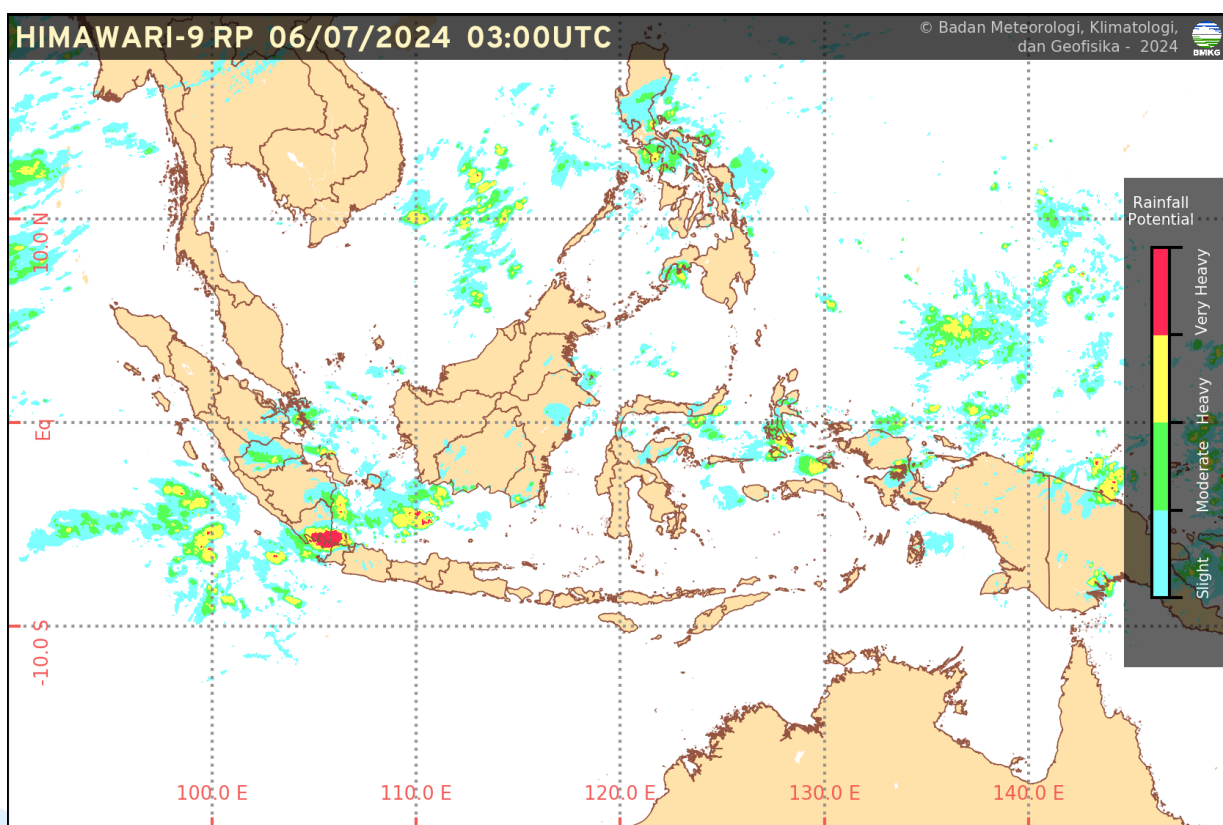 HIMAWARI-9 RP 06/07/2024 03:00UTC
© Badan Meteorologi, Klimatologi,
dan Geofisika - 2024
BMKG
Rainfall
Potential
Very Heavy
Heavy
Moderate
Slight
10.0 N
Eq
-10.0 S
100.0 E
110.0 E
120.0 E
130.0 E
140.0 E